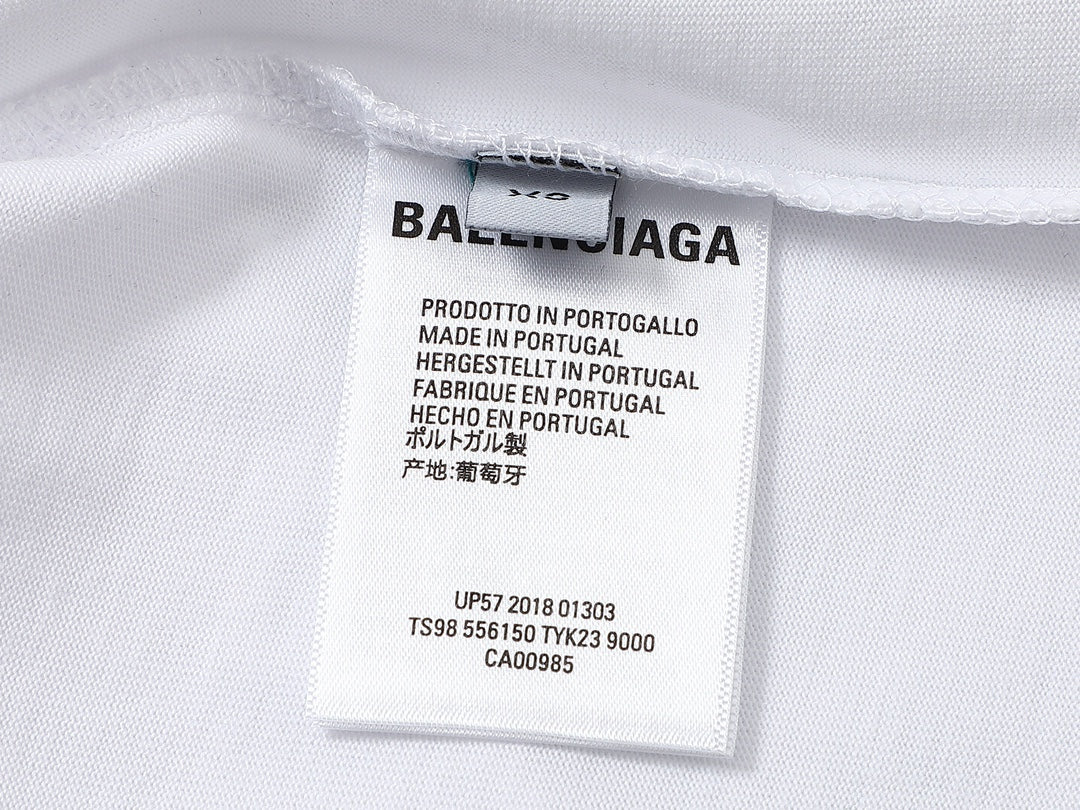 BALENCIAGA
PRODOTTO IN PORTOGALLO
MADE IN PORTUGAL
HERGESTELLT IN PORTUGAL
FABRIQUE EN PORTUGAL
HECHO EN PORTUGAL
ポルトガル製
产地:葡萄牙
UP57 2018 01303
TS98 556150 TYK23 9000
CA00985